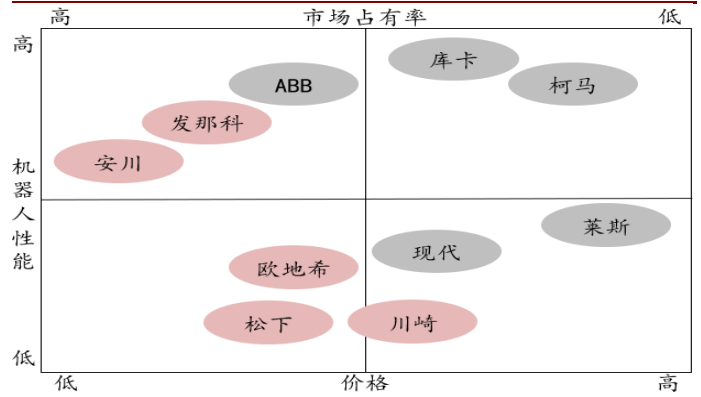 高 市场占有率 低
高
库卡
ABB
柯马
发那科
安川
机器人性能
莱斯
现代
欧地希
松下
川崎
低
低 价格 高